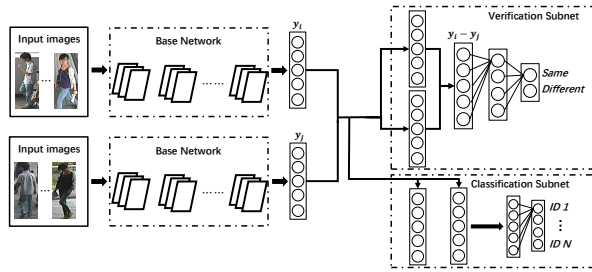 Input images
...
Base Network
......
y_i
Input images
...
Base Network
......
y_j
Verification Subnet
y_i − y_j
Same
Different
Classification Subnet
ID 1
⋮
ID N